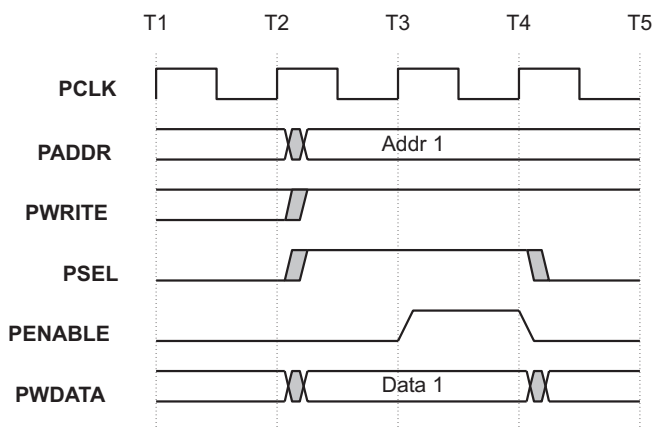 T1 T2 T3 T4 T5
PCLK
PADDR Addr 1
PWRITE
PSEL
PENABLE
PWDATA Data 1